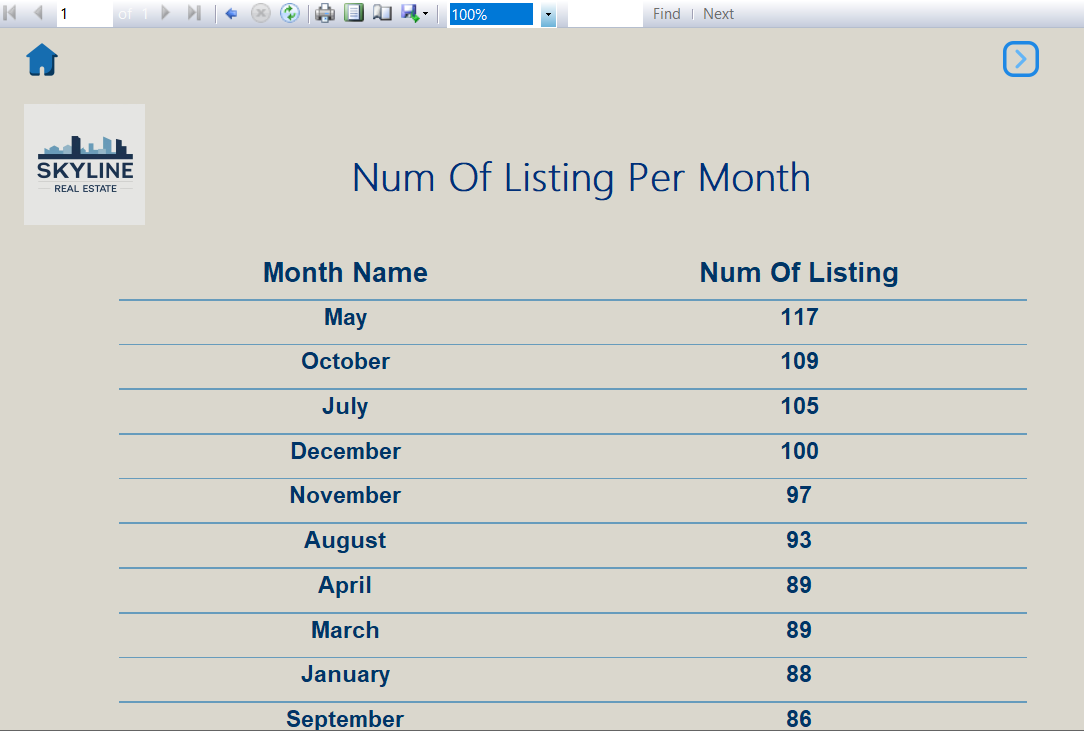 1 of 1 100% Find Next
SKYLINE
REAL ESTATE
Num Of Listing Per Month
Month Name Num Of Listing
May 117
October 109
July 105
December 100
November 97
August 93
April 89
March 89
January 88
September 86